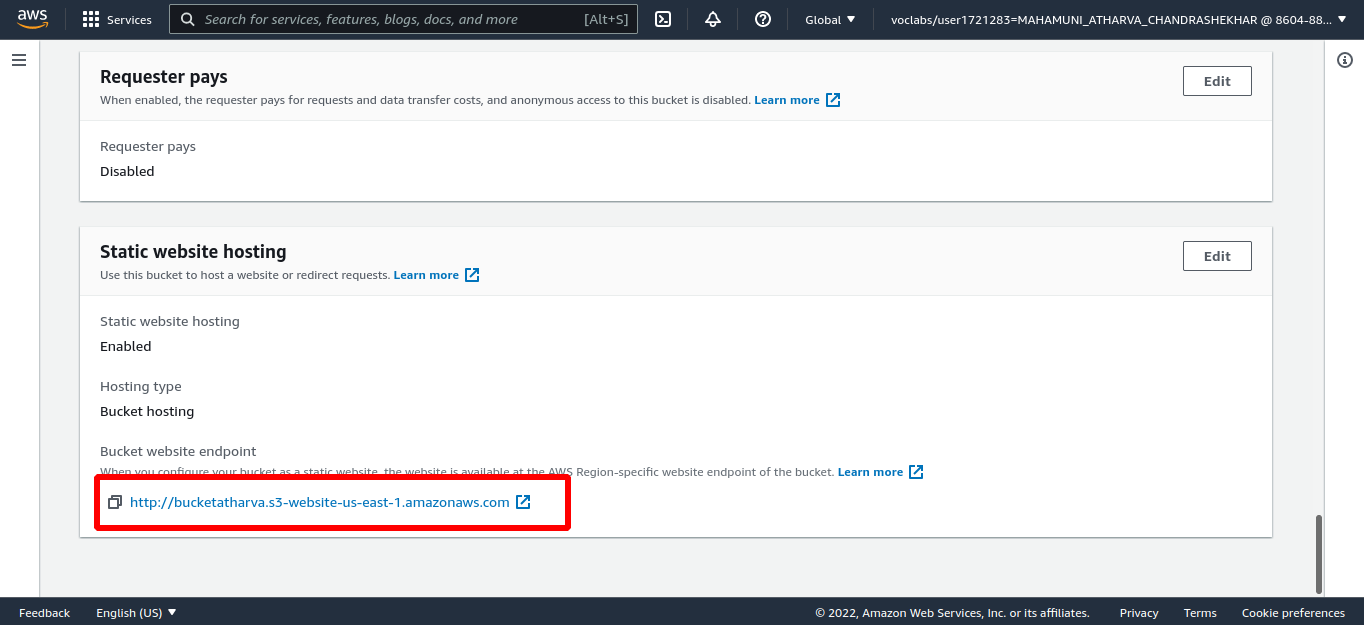 aws Services Search for services, features, blogs, docs, and more [Alt+S] Global voclabs/user1721283=MAHAMUNI_ATHARVA_CHANDRASHEKHAR @ 8604-88...
Requester pays
Edit
When enabled, the requester pays for requests and data transfer costs, and anonymous access to this bucket is disabled. Learn more
Requester pays
Disabled
Static website hosting
Edit
Use this bucket to host a website or redirect requests. Learn more
Static website hosting
Enabled
Hosting type
Bucket hosting
Bucket website endpoint
When you configure your bucket as a static website, the website is available at the AWS Region-specific website endpoint of the bucket. Learn more
http://bucketatharva.s3-website-us-east-1.amazonaws.com
Feedback English (US) © 2022, Amazon Web Services, Inc. or its affiliates. Privacy Terms Cookie preferences